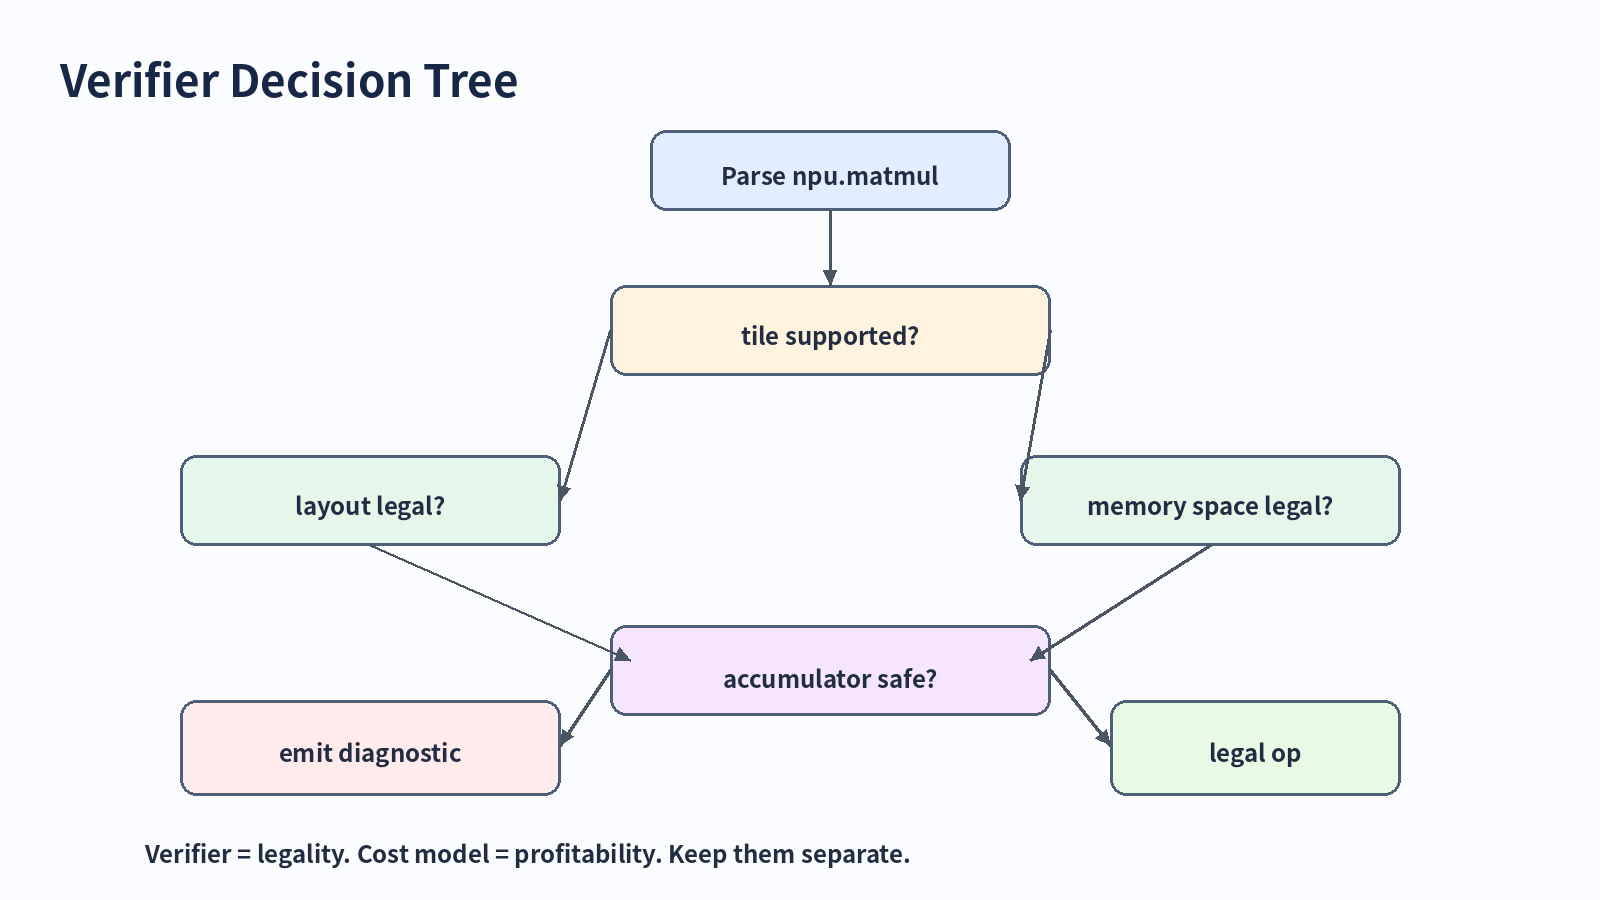 Verifier Decision Tree
Parse npu.matmul
tile supported?
layout legal?
memory space legal?
accumulator safe?
emit diagnostic
legal op
Verifier = legality. Cost model = profitability. Keep them separate.